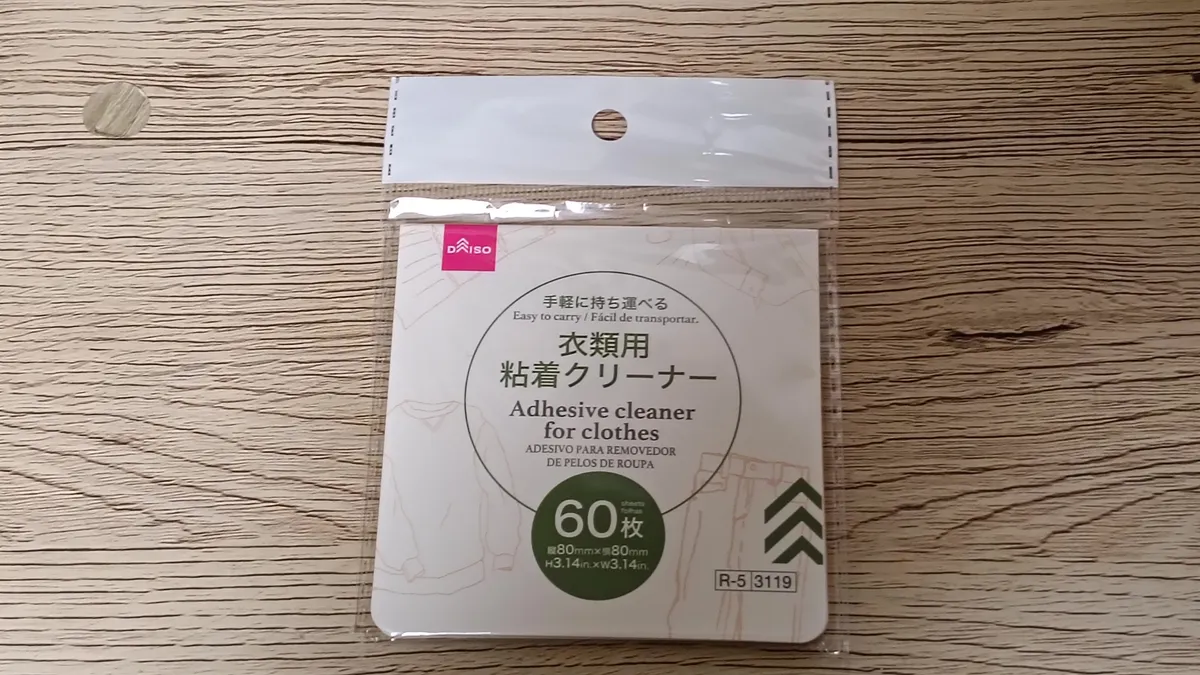 DAISO
手軽に持ち運べる
Easy to carry / Fácil de transportar.
衣類用
粘着クリーナー
Adhesive cleaner
for clothes
ADESIVO PARA REMOVEDOR
DE PELOS DE ROUPA
60枚
sheets
folhas
縦80mm×横80mm
H3.14in.×W3.14in.
R-5 3119